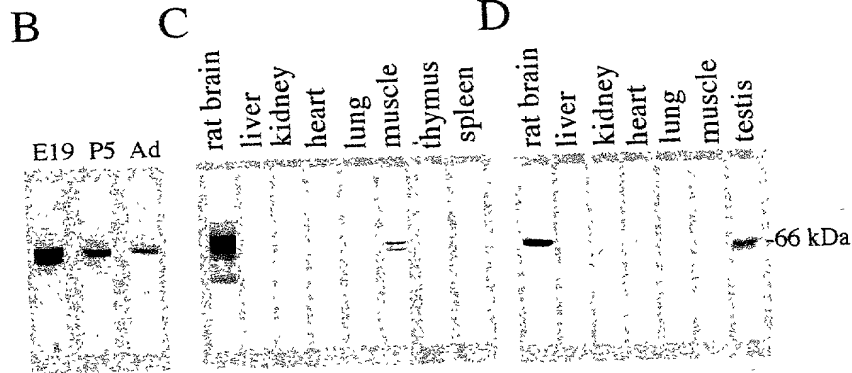 B
E19 P5 Ad
C
rat brain
liver
kidney
heart
lung
muscle
thymus
spleen
D
rat brain
liver
kidney
heart
lung
muscle
testis
-66 kDa